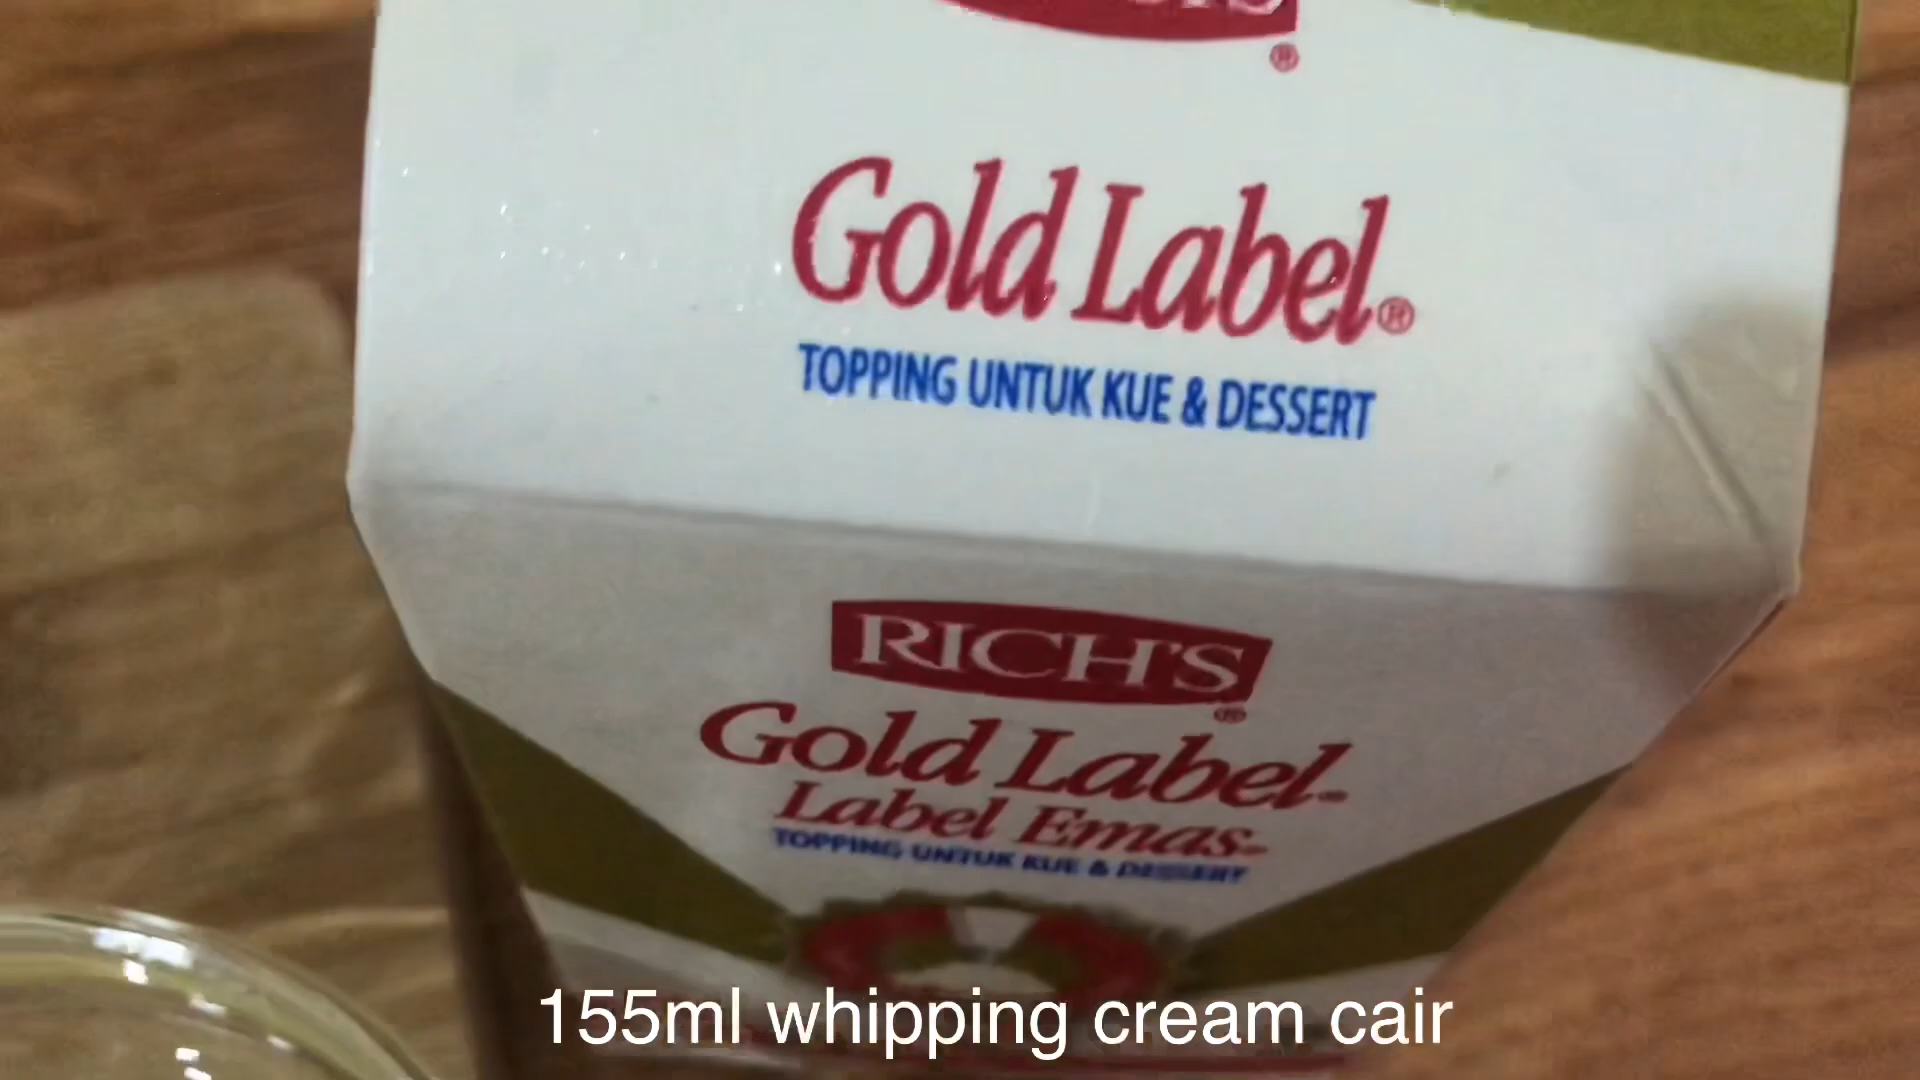 Gold Label®
TOPPING UNTUK KUE & DESSERT
RICH'S
®
Gold Label
Label Emas
TOPPING UNTUK KUE & DESSERT
155ml whipping cream cair